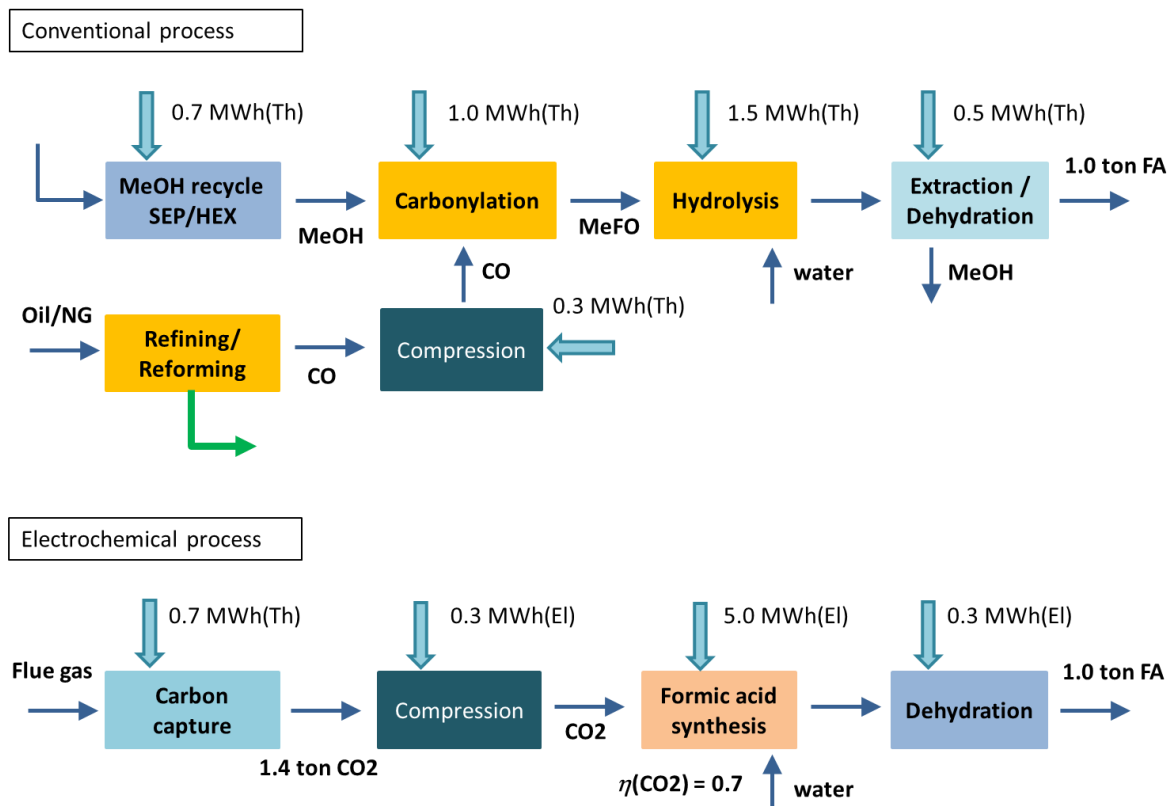 Conventional process
0.7 MWh(Th)
1.0 MWh(Th)
1.5 MWh(Th)
0.5 MWh(Th)
MeOH recycle
SEP/HEX
MeOH
Carbonylation
MeFO
Hydrolysis
Extraction /
Dehydration
1.0 ton FA
CO
water
MeOH
Oil/NG
Refining/
Reforming
CO
Compression
0.3 MWh(Th)
Electrochemical process
0.7 MWh(Th)
0.3 MWh(El)
5.0 MWh(El)
0.3 MWh(El)
Flue gas
Carbon
capture
1.4 ton CO2
Compression
CO2
Formic acid
synthesis
η(CO2) = 0.7
water
Dehydration
1.0 ton FA